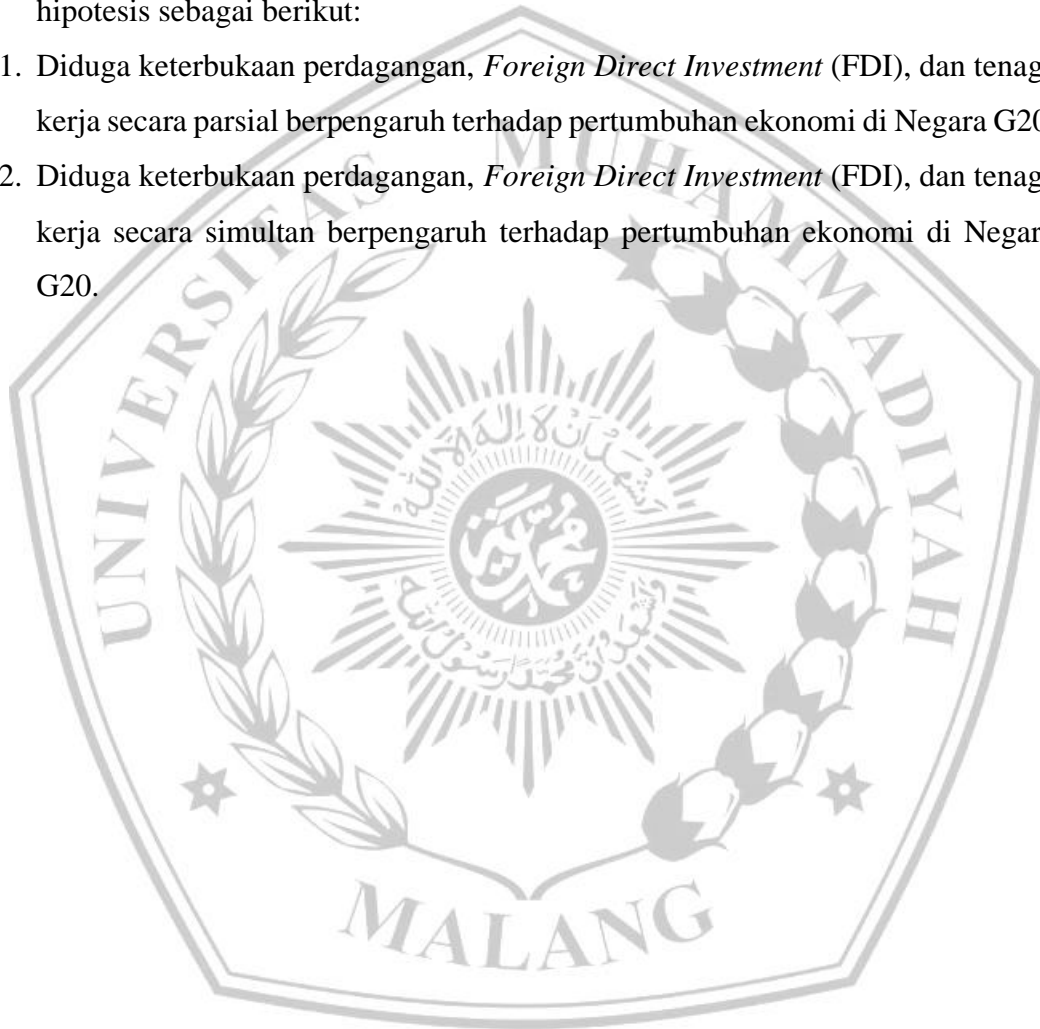 hipotesis sebagai berikut:
1. Diduga keterbukaan perdagangan, Foreign Direct Investment (FDI), dan tenag
kerja secara parsial berpengaruh terhadap pertumbuhan ekonomi di Negara G20
2. Diduga keterbukaan perdagangan, Foreign Direct Investment (FDI), dan tenag
kerja secara simultan berpengaruh terhadap pertumbuhan ekonomi di Negar
G20.
UNIVERSITAS MUHAMMADIYAH
MALANG